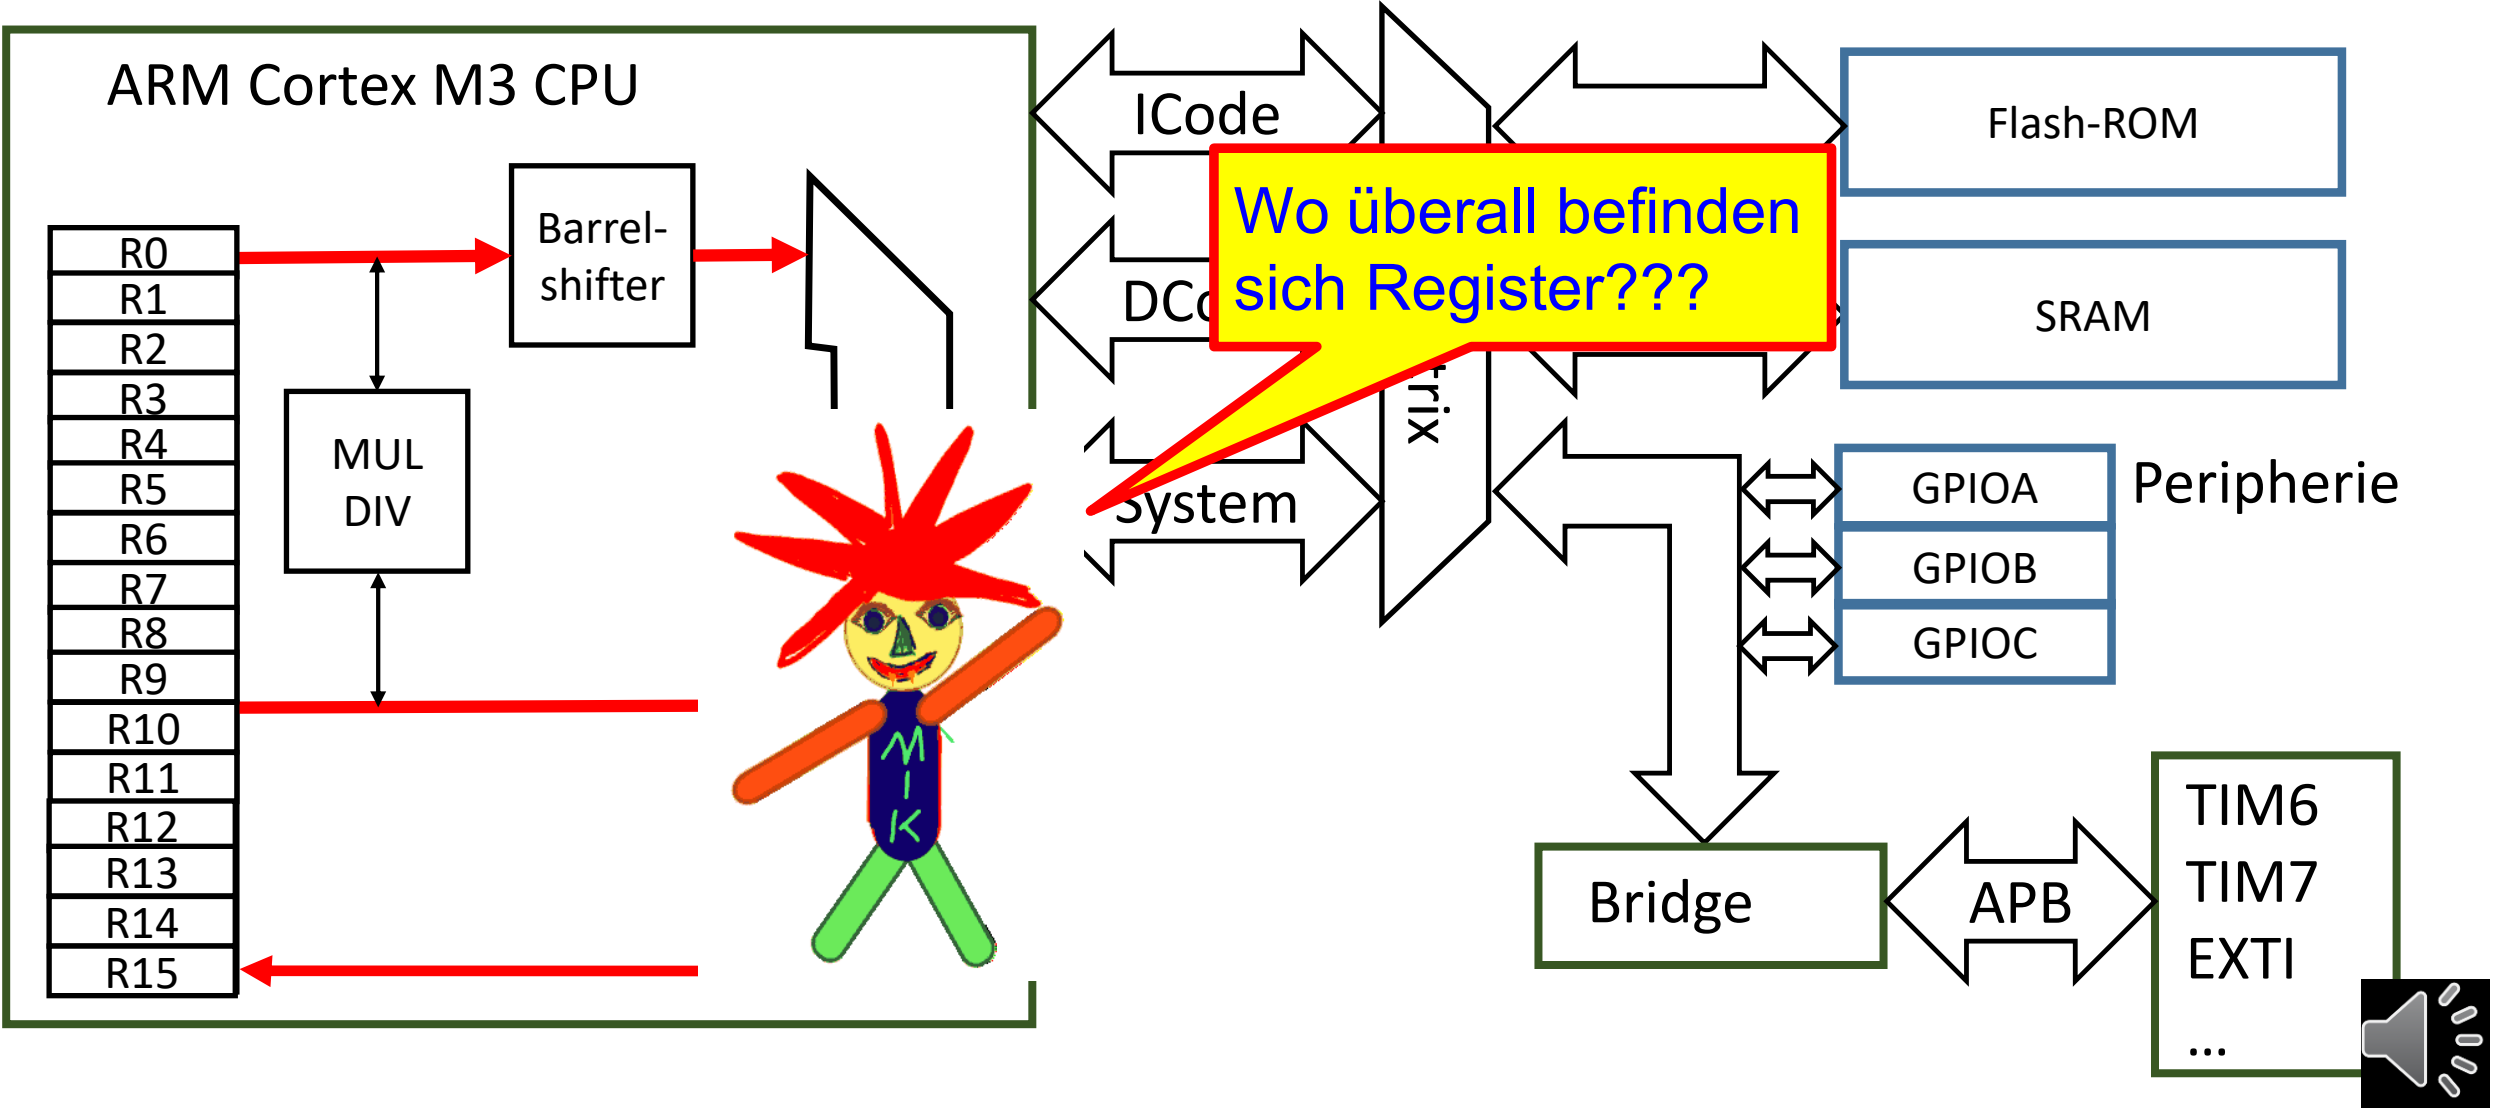 ARM Cortex M3 CPU
R0
R1
R2
R3
R4
R5
R6
R7
R8
R9
R10
R11
R12
R13
R14
R15
Barrel-
shifter
MUL
DIV
ICode
System
Wo überall befinden
sich Register???
Flash-ROM
SRAM
GPIOA
GPIOB
GPIOC
Peripherie
Bridge
APB
TIM6
TIM7
EXTI
...
MIK